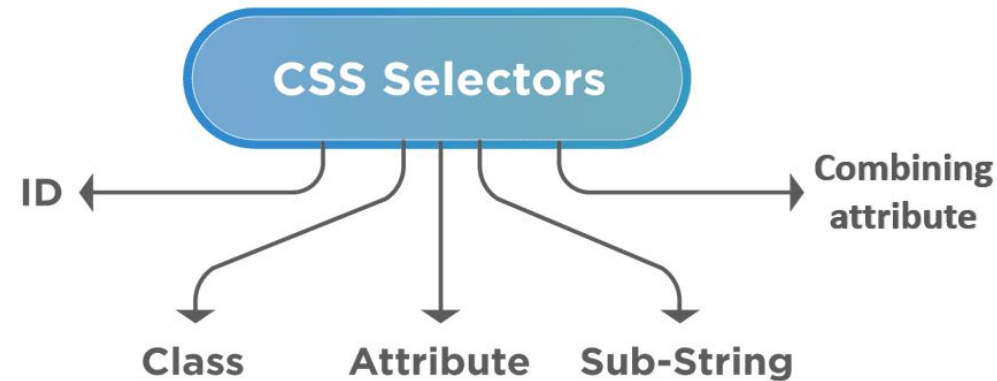 CSS Selectors
ID
Combining
attribute
Class
Attribute
Sub-String